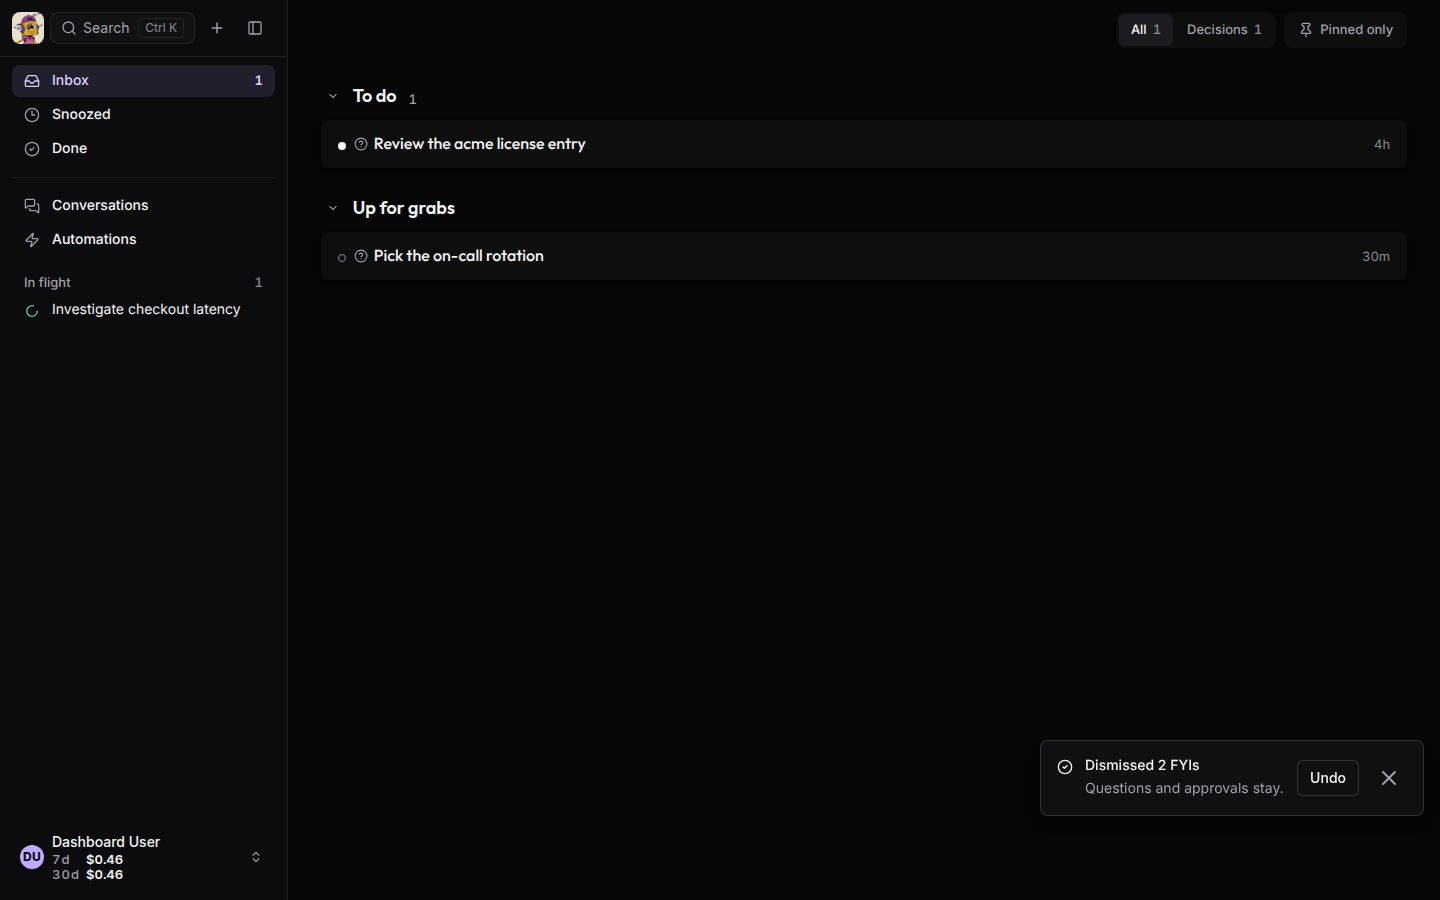 Search Ctrl K
Inbox 1
Snoozed
Done
Conversations
Automations
In flight 1
Investigate checkout latency
DU
Dashboard User
7d $0.46
30d $0.46
All 1 Decisions 1 Pinned only
To do 1
Review the acme license entry 4h
Up for grabs
Pick the on-call rotation 30m
Dismissed 2 FYIs
Questions and approvals stay.
Undo